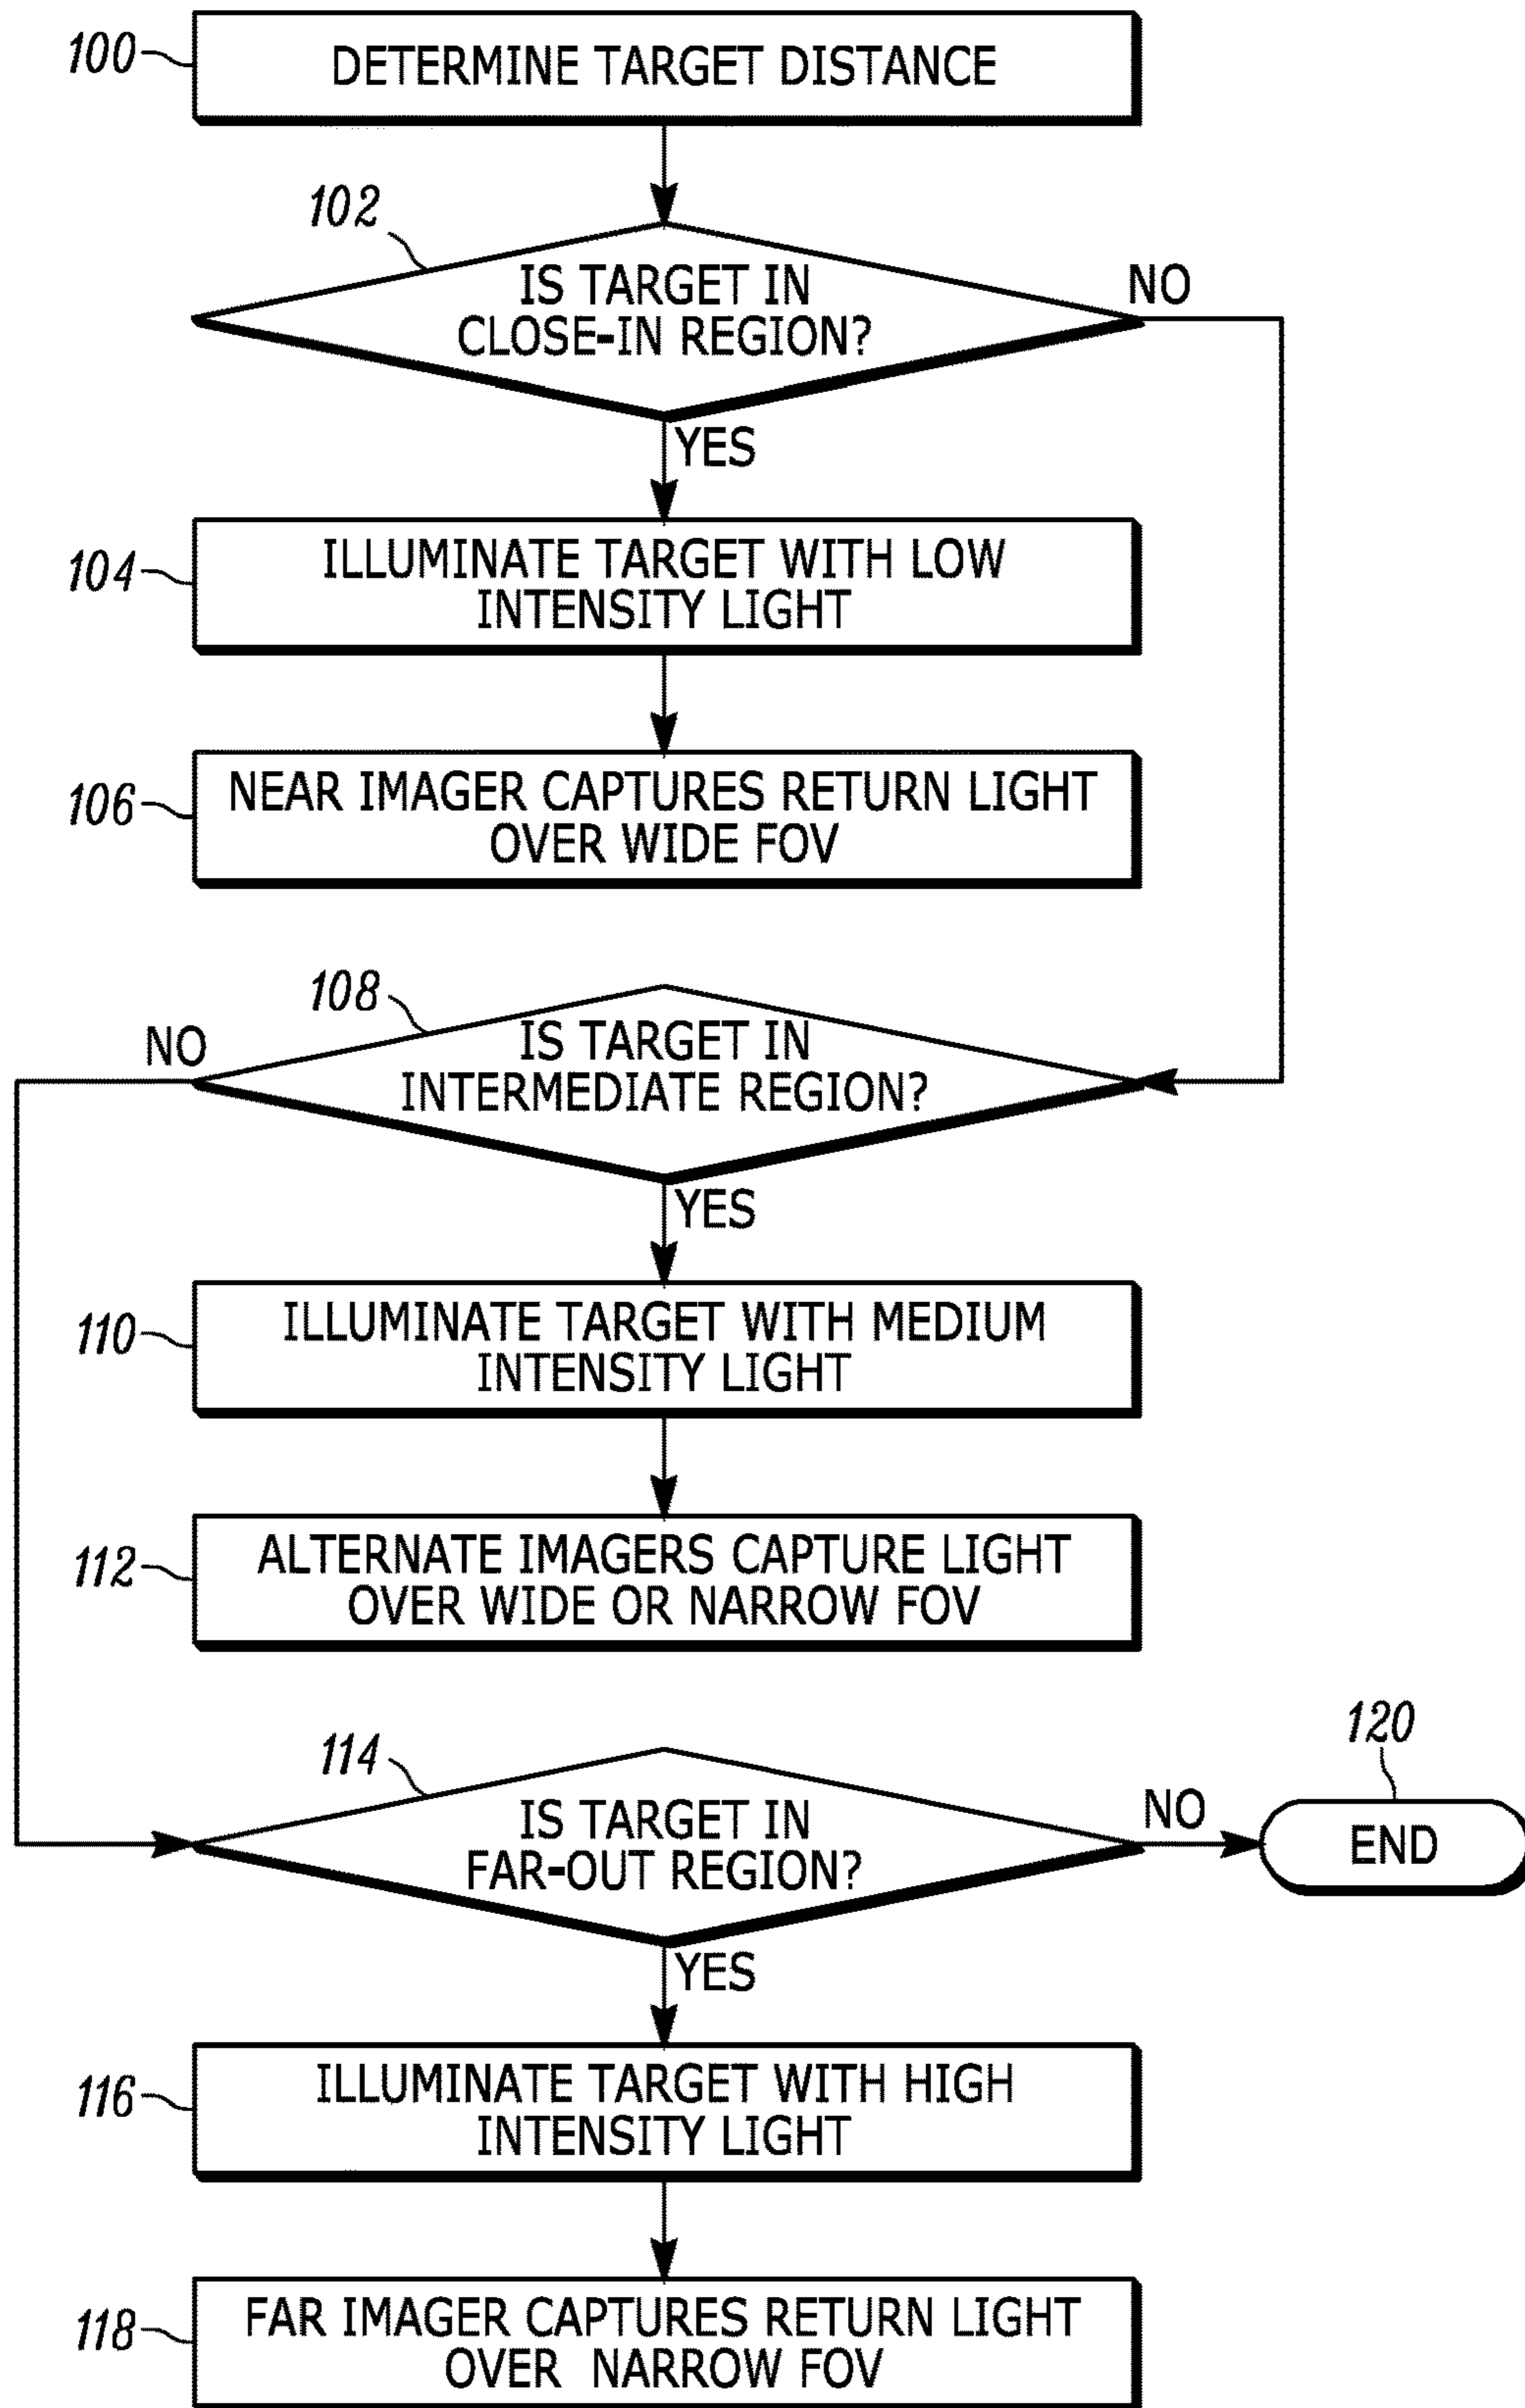 100
DETERMINE TARGET DISTANCE
102
IS TARGET IN
CLOSE-IN REGION?
NO
YES
104
ILLUMINATE TARGET WITH LOW
INTENSITY LIGHT
106
NEAR IMAGER CAPTURES RETURN LIGHT
OVER WIDE FOV
108
NO
IS TARGET IN
INTERMEDIATE REGION?
YES
110
ILLUMINATE TARGET WITH MEDIUM
INTENSITY LIGHT
112
ALTERNATE IMAGERS CAPTURE LIGHT
OVER WIDE OR NARROW FOV
114
IS TARGET IN
FAR-OUT REGION?
NO
120
END
YES
116
ILLUMINATE TARGET WITH HIGH
INTENSITY LIGHT
118
FAR IMAGER CAPTURES RETURN LIGHT
OVER NARROW FOV